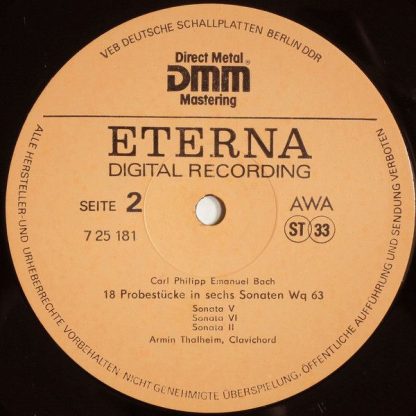 VEB DEUTSCHE SCHALLPLATTEN BERLIN DDR
Direct Metal
DMM®
Mastering
ETERNA
DIGITAL RECORDING
SEITE 2
AWA
7 25 181
ST 33
Carl Philipp Emanuel Bach
18 Probestücke in sechs Sonaten Wq 63
Sonata V
Sonata VI
Sonata II
Armin Thalheim, Clavichord
ALLE HERSTELLER- UND URHEBERRECHTE VORBEHALTEN. NICHT GENEHMIGTE ÜBERSPIELUNG, ÖFFENTLICHE AUFFÜHRUNG UND SENDUNG VERBOTEN